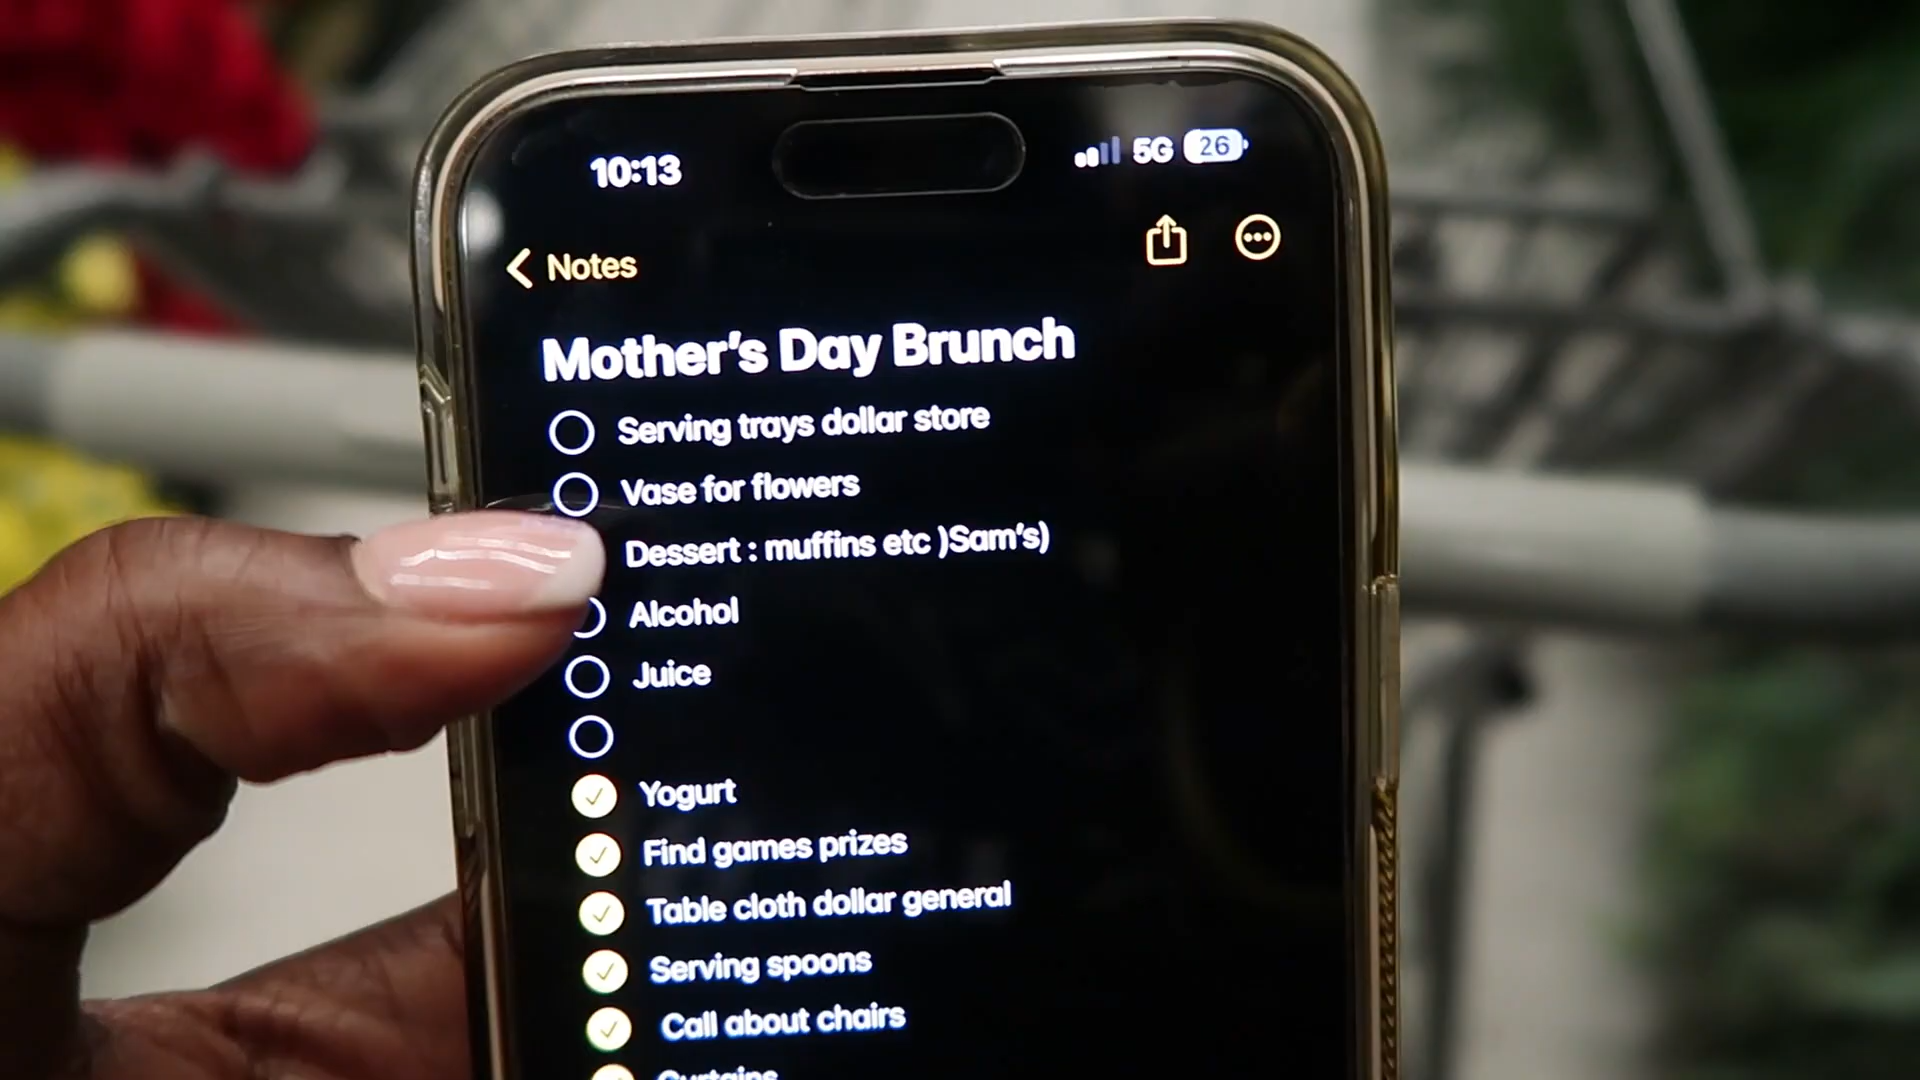 10:13
5G 26
Notes
Mother's Day Brunch
Serving trays dollar store
Vase for flowers
Dessert : muffins etc )Sam's)
Alcohol
Juice
Yogurt
Find games prizes
Table cloth dollar general
Serving spoons
Call about chairs
Curtains